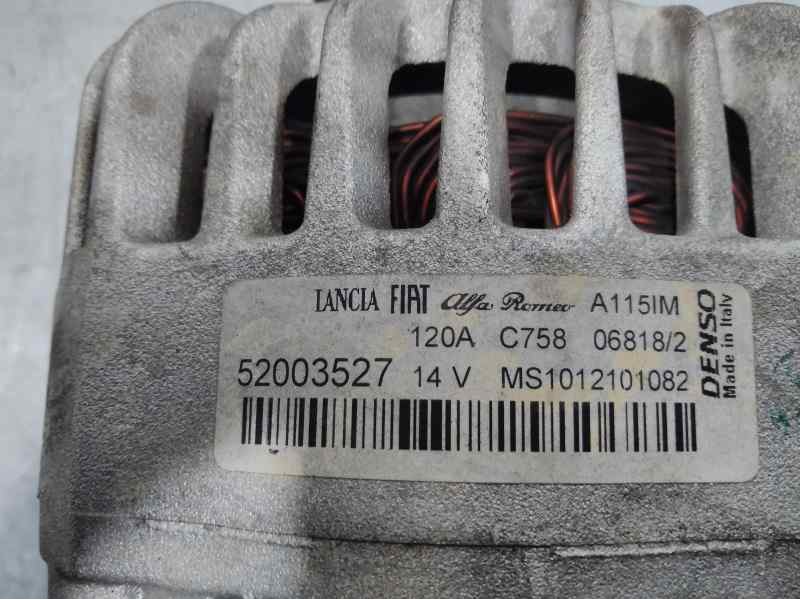 LANCIA FIAT Alfa Romeo A115IM
120A C758 06818/2
52003527 14 V MS1012101082
DENSO
Made in Italy